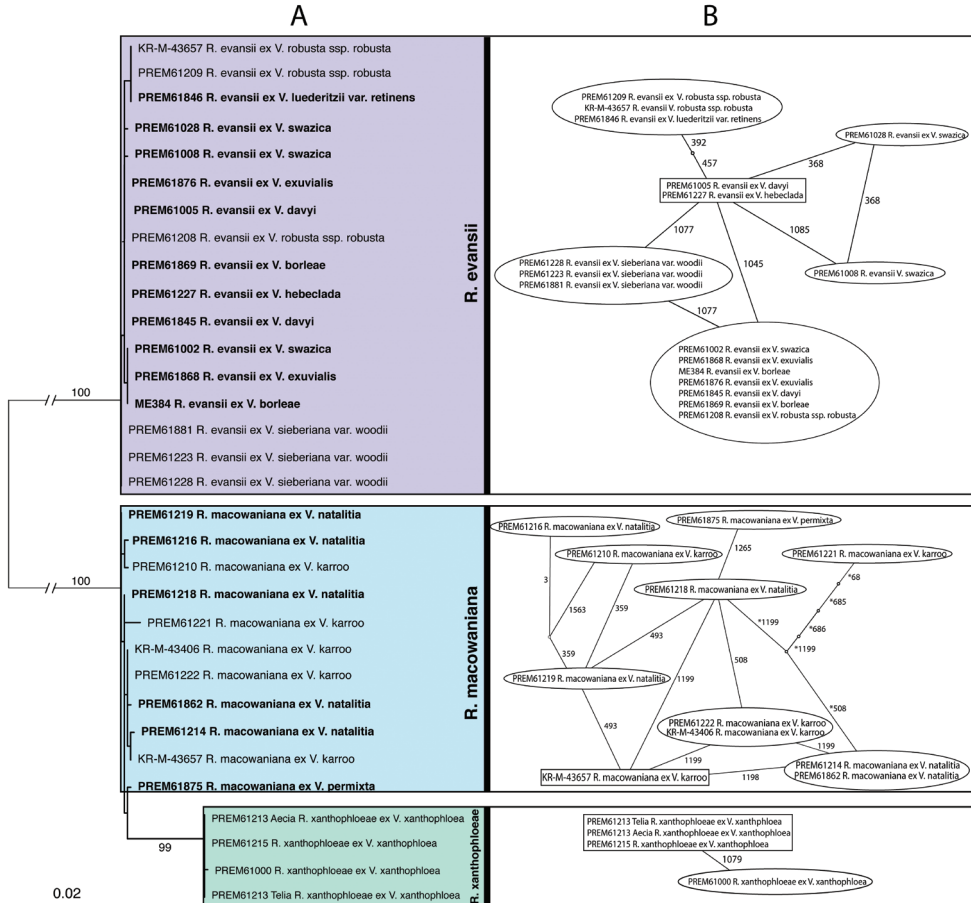 A
B
KR-M-43657 R. evansii ex V. robusta ssp. robusta
PREM61209 R. evansii ex V. robusta ssp. robusta
PREM61846 R. evansii ex V. luederitzii var. retinens
PREM61028 R. evansii ex V. swazica
PREM61008 R. evansii ex V. swazica
PREM61876 R. evansii ex V. exuvialis
PREM61005 R. evansii ex V. davyi
PREM61208 R. evansii ex V. robusta ssp. robusta
PREM61869 R. evansii ex V. borleae
PREM61227 R. evansii ex V. hebeclada
PREM61845 R. evansii ex V. davyi
PREM61002 R. evansii ex V. swazica
PREM61868 R. evansii ex V. exuvialis
ME384 R. evansii ex V. borleae
PREM61881 R. evansii ex V. sieberiana var. woodii
PREM61223 R. evansii ex V. sieberiana var. woodii
PREM61228 R. evansii ex V. sieberiana var. woodii
R. evansii
100
PREM61209 R. evansii ex V. robusta ssp. robusta
KR-M-43657 R. evansii ex V. robusta ssp. robusta
PREM61846 R. evansii ex V. luederitzii var. retinens
392
457
PREM61028 R. evansii ex V. swazica
368
368
PREM61005 R. evansii ex V. davyi
PREM61227 R. evansii ex V. hebeclada
1077
1085
1045
PREM61228 R. evansii ex V. sieberiana var. woodii
PREM61223 R. evansii ex V. sieberiana var. woodii
PREM61881 R. evansii ex V. sieberiana var. woodii
PREM61008 R. evansii V. swazica
1077
PREM61002 R. evansii ex V. swazica
PREM61868 R. evansii ex V. exuvialis
ME384 R. evansii ex V. borleae
PREM61876 R. evansii ex V. exuvialis
PREM61845 R. evansii ex V. davyi
PREM61869 R. evansii ex V. borleae
PREM61208 R. evansii ex V. robusta ssp. robusta
PREM61219 R. macowaniana ex V. natalitia
PREM61216 R. macowaniana ex V. natalitia
PREM61210 R. macowaniana ex V. karroo
PREM61218 R. macowaniana ex V. natalitia
PREM61221 R. macowaniana ex V. karroo
KR-M-43406 R. macowaniana ex V. karroo
PREM61222 R. macowaniana ex V. karroo
PREM61862 R. macowaniana ex V. natalitia
PREM61214 R. macowaniana ex V. natalitia
KR-M-43657 R. macowaniana ex V. karroo
PREM61875 R. macowaniana ex V. permixta
R. macowaniana
100
PREM61216 R. macowaniana ex V. natalitia
PREM61875 R. macowaniana ex V. permixta
PREM61210 R. macowaniana ex V. karroo
PREM61221 R. macowaniana ex V. karroo
1265
3
*68
PREM61218 R. macowaniana ex V. natalitia
*685
1563
359
*1199
*686
493
*1199
359
508
PREM61219 R. macowaniana ex V. natalitia
1199
*508
493
PREM61222 R. macowaniana ex V. karroo
KR-M-43406 R. macowaniana ex V. karroo
1199
1199
PREM61214 R. macowaniana ex V. natalitia
PREM61862 R. macowaniana ex V. natalitia
KR-M-43657 R. macowaniana ex V. karroo
1198
PREM61213 Aecia R. xanthophloeae ex V. xanthophloea
PREM61215 R. xanthophloeae ex V. xanthophloea
PREM61000 R. xanthophloeae ex V. xanthophloea
PREM61213 Telia R. xanthophloeae ex V. xanthophloea
R. xanthophloeae
99
0.02
PREM61213 Telia R. xanthophloeae ex V. xanthphloea
PREM61213 Aecia R. xanthophloeae ex V. xanthophloea
PREM61215 R. xanthophloeae ex V. xanthophloea
1079
PREM61000 R. xanthophloeae ex V. xanthophloea